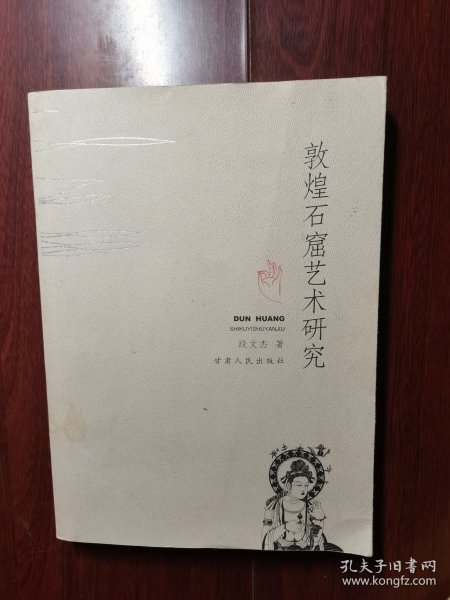 敦煌石窟艺术研究
DUN HUANG
SHIKUYISHUYANJIU
段文杰 著
甘肃人民出版社
孔夫子旧书网
www.kongfz.com